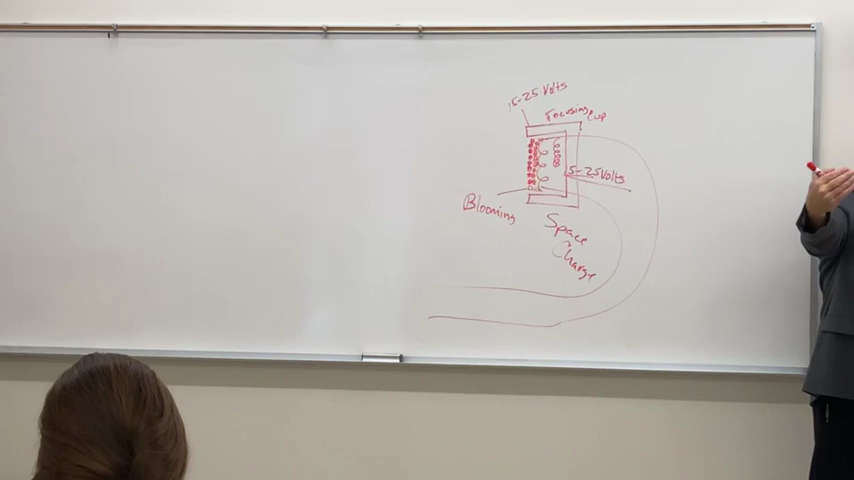 15-25 Volts
Focusing Cup
5-25 Volts
Blooming
Space
Charge